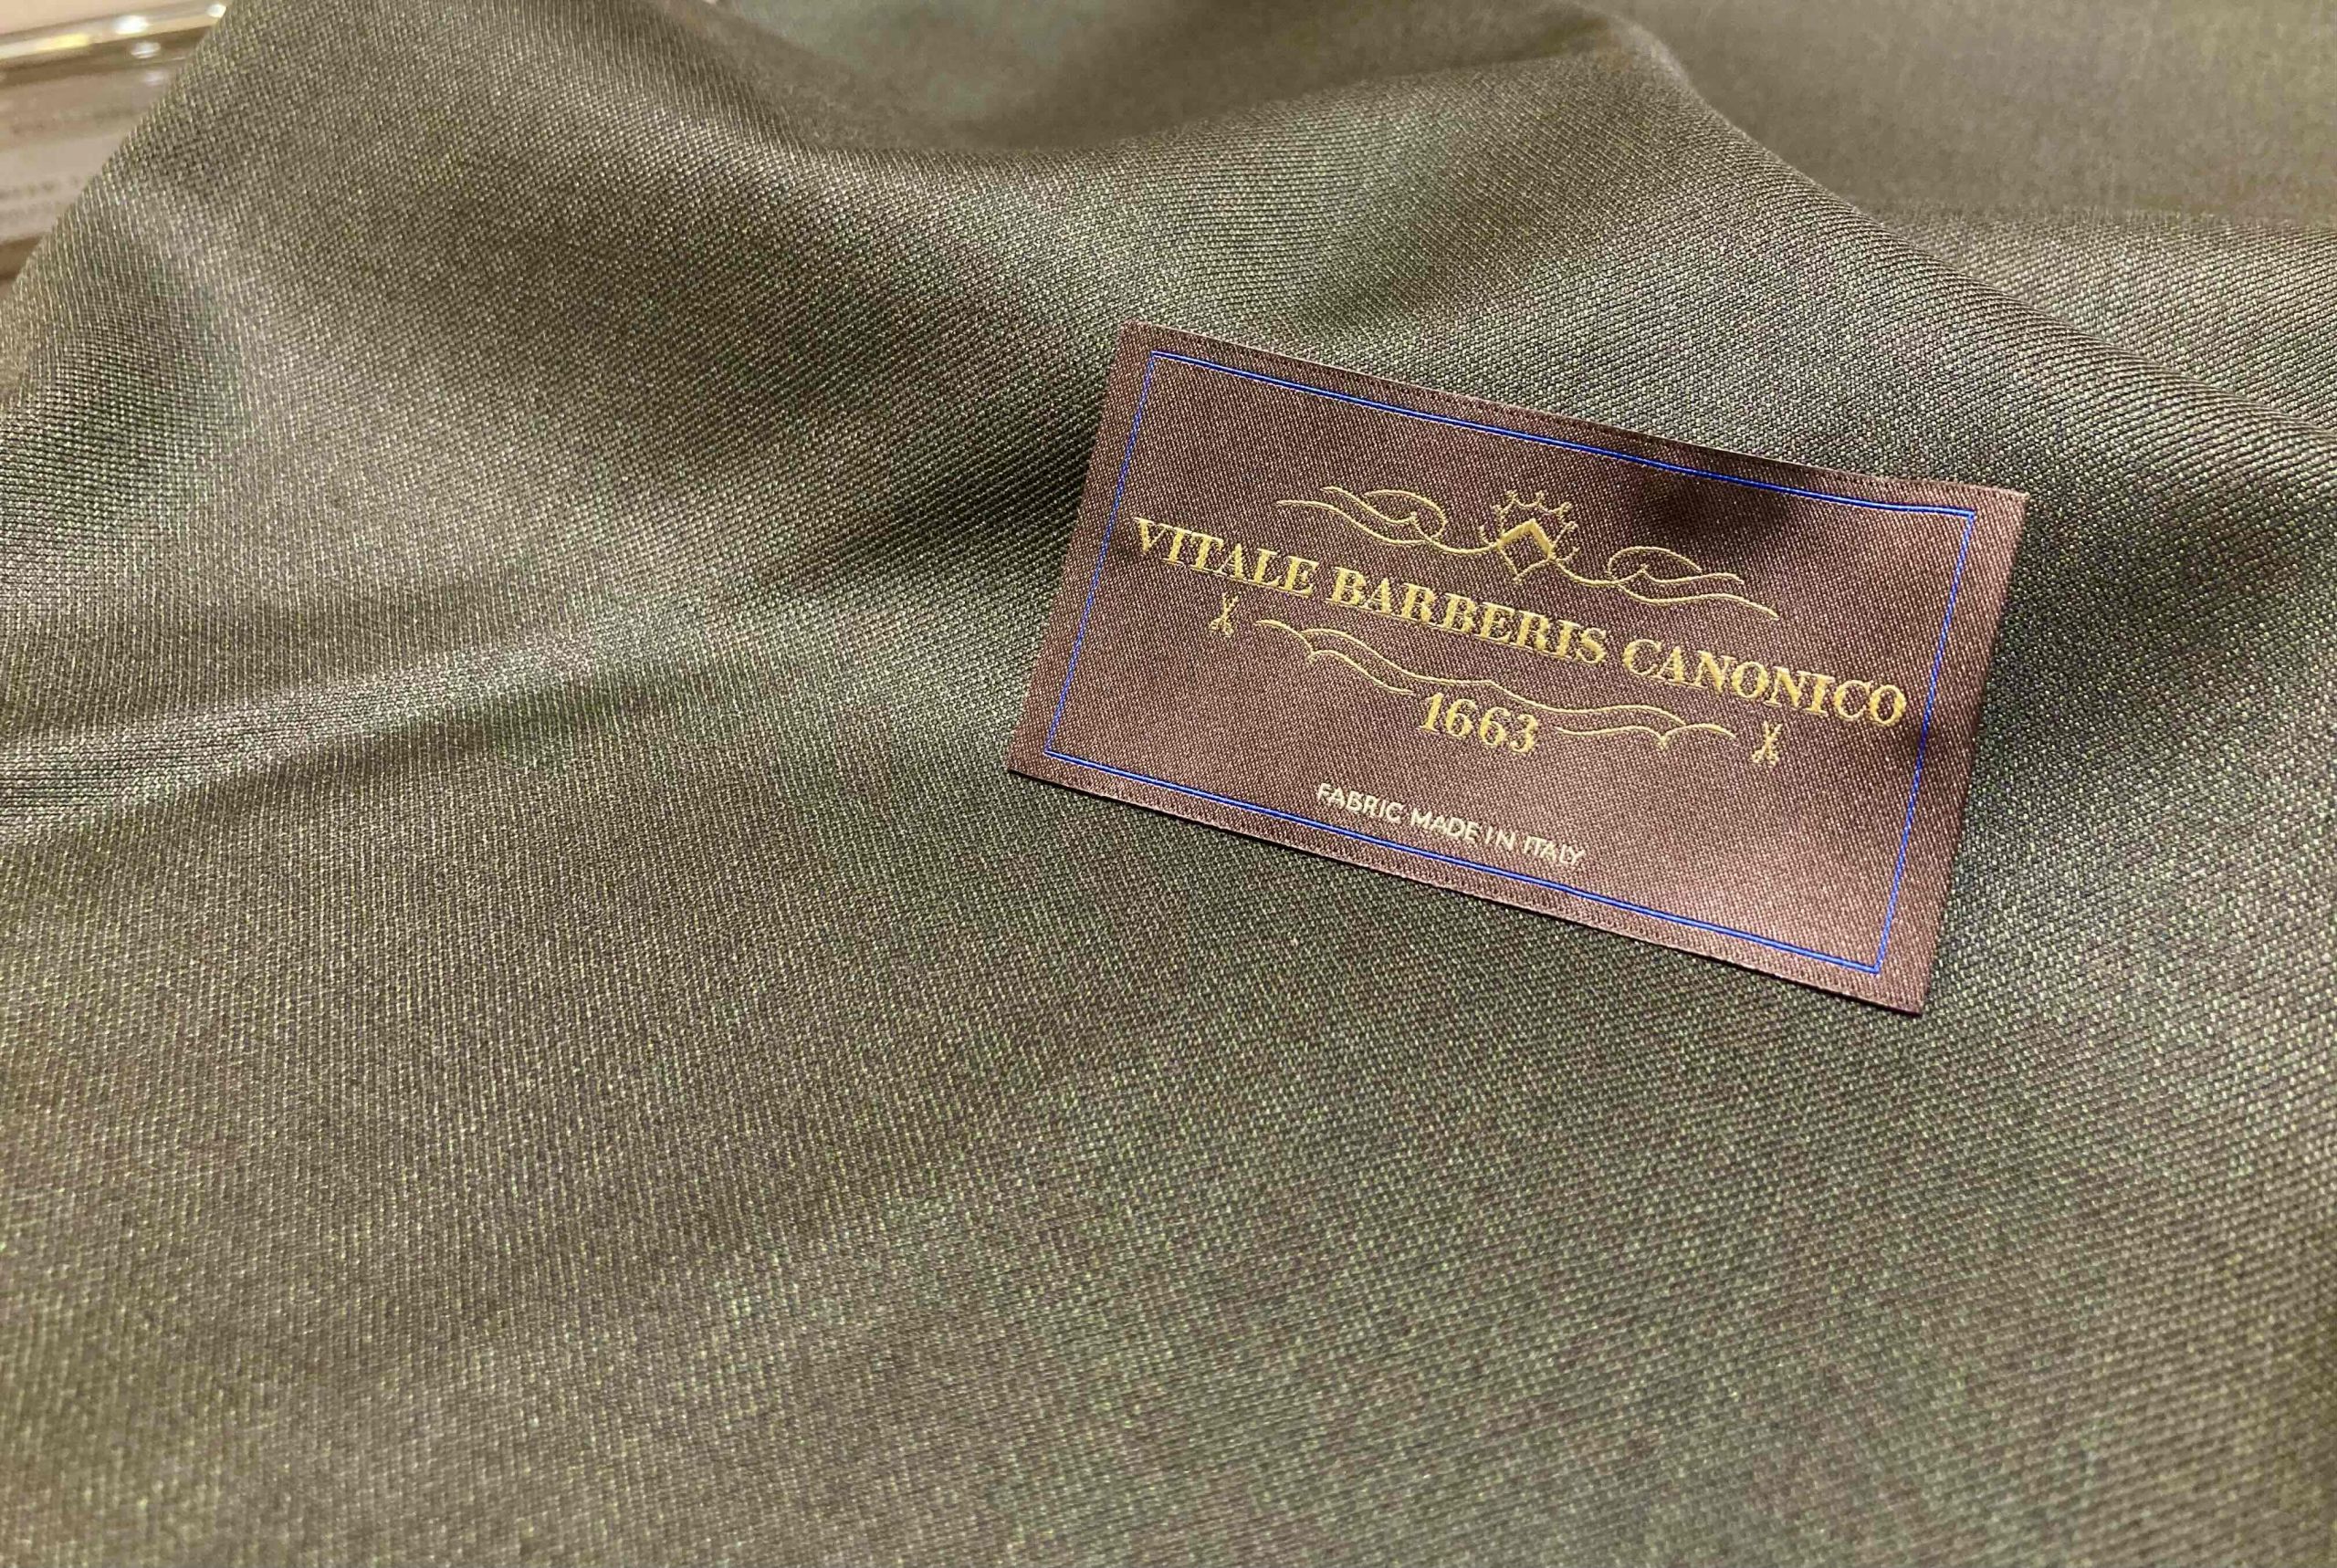 VITALE BARBERIS CANONICO
1663
FABRIC MADE IN ITALY